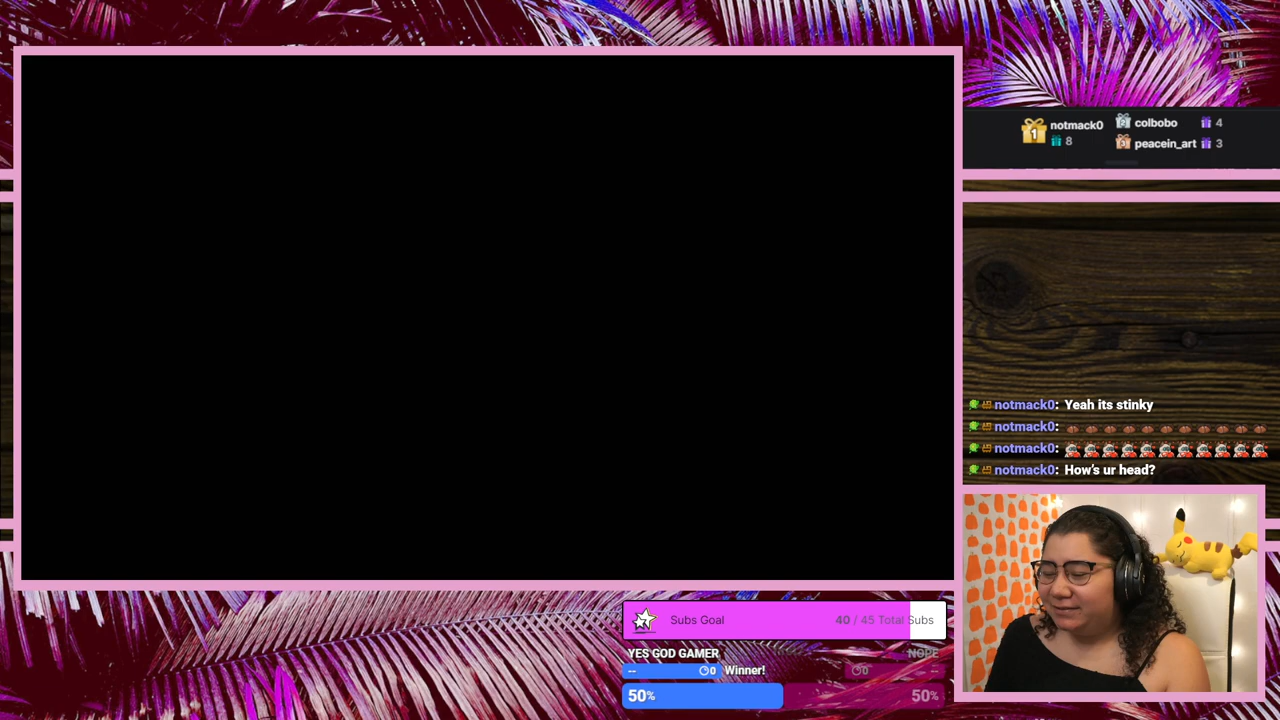 notmack0
8
colbobo
4
peacein_art
3
notmack0: Yeah its stinky
notmack0:
notmack0:
notmack0: How's ur head?
Subs Goal
40 / 45 Total Subs
YES GOD GAMER
NOPE
-- 0 Winner!
0 --
50%
50%